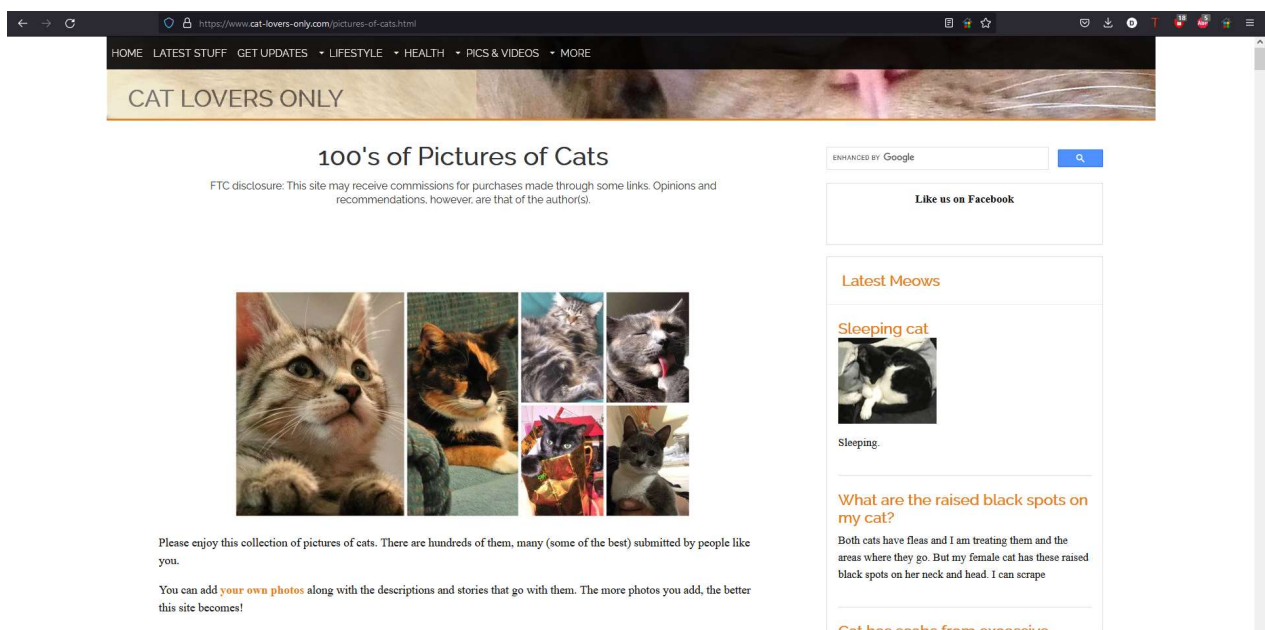 https://www.cat-lovers-only.com/pictures-of-cats.html
HOME LATEST STUFF GET UPDATES LIFESTYLE HEALTH PICS & VIDEOS MORE
CAT LOVERS ONLY
100's of Pictures of Cats
FTC disclosure: This site may receive commissions for purchases made through some links. Opinions and
recommendations, however, are that of the author(s).
Please enjoy this collection of pictures of cats. There are hundreds of them, many (some of the best) submitted by people like
you.
You can add your own photos along with the descriptions and stories that go with them. The more photos you add, the better
this site becomes!
ENHANCED BY Google
Like us on Facebook
Latest Meows
Sleeping cat
Sleeping.
What are the raised black spots on
my cat?
Both cats have fleas and I am treating them and the
areas where they go. But my female cat has these raised
black spots on her neck and head. I can scrape